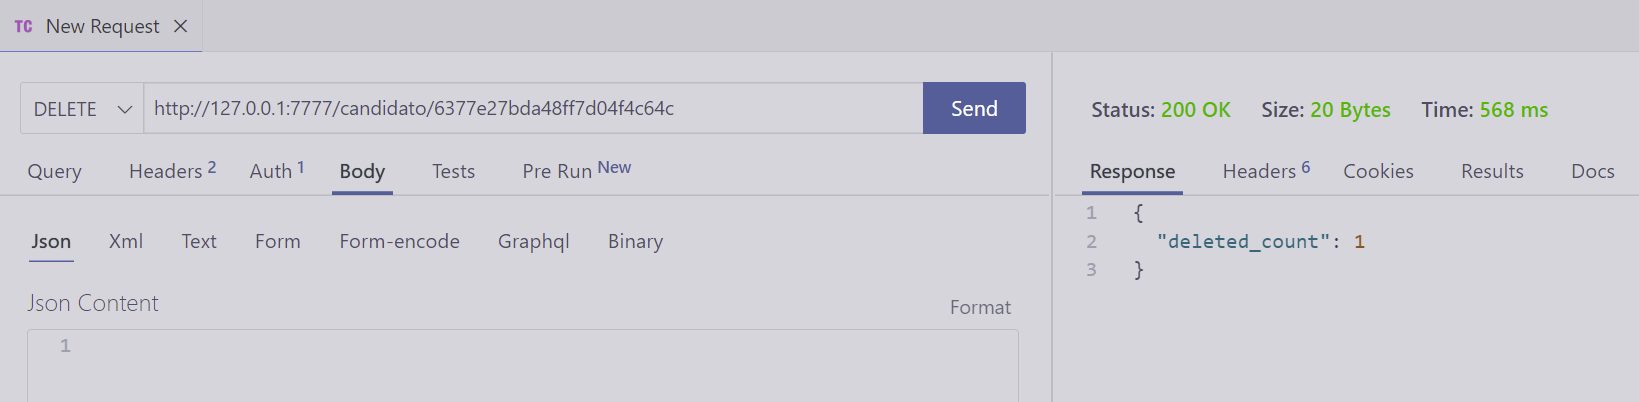 TC New Request
DELETE http://127.0.0.1:7777/candidato/6377e27bda48ff7d04f4c64c Send
Query Headers 2 Auth 1 Body Tests Pre Run New
Json Xml Text Form Form-encode Graphql Binary
Json Content Format
1
Status: 200 OK Size: 20 Bytes Time: 568 ms
Response Headers 6 Cookies Results Docs
1 {
2 "deleted_count": 1
3 }